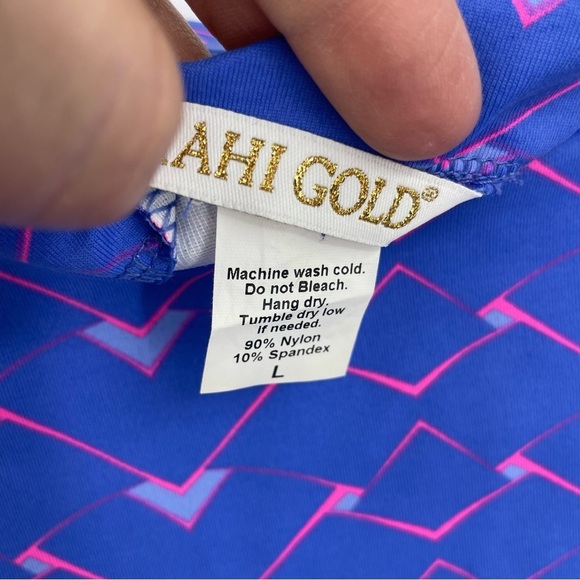 AHI GOLD®
Machine wash cold.
Do not Bleach.
Hang dry.
Tumble dry low
if needed.
90% Nylon
10% Spandex
L